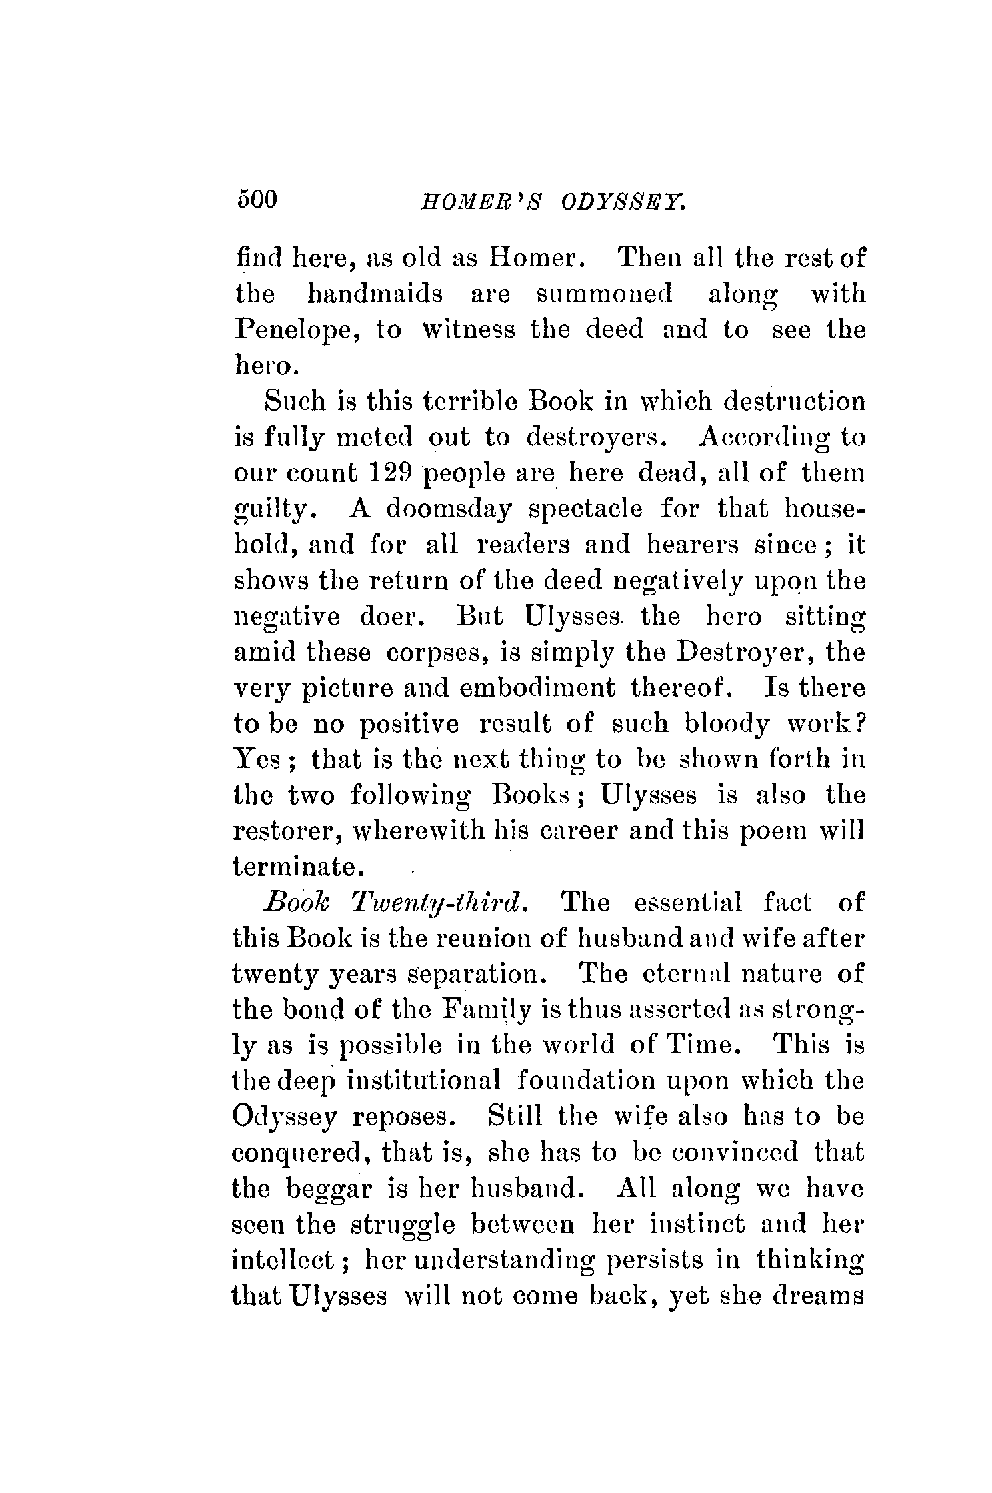 500 HOMER'S ODYSSEY.
find here, as old as Homer. Then all the rest of
the handmaids are summoned along with
Penelope, to witness the deed and to see the
hero.
Such is this terrible Book in which destruction
is fully meted out to destroyers. According to
our count 129 people are here dead, all of them
guilty. A doomsday spectacle for that house-
hold, and for all readers and hearers since; it
shows the return of the deed negatively upon the
negative doer. But Ulysses the hero sitting
amid these corpses, is simply the Destroyer, the
very picture and embodiment thereof. Is there
to be no positive result of such bloody work?
Yes; that is the next thing to be shown forth in
the two following Books; Ulysses is also the
restorer, wherewith his career and this poem will
terminate.
Book Twenty-third. The essential fact of
this Book is the reunion of husband and wife after
twenty years separation. The eternal nature of
the bond of the Family is thus asserted as strong-
ly as is possible in the world of Time. This is
the deep institutional foundation upon which the
Odyssey reposes. Still the wife also has to be
conquered, that is, she has to be convinced that
the beggar is her husband. All along we have
seen the struggle between her instinct and her
intellect; her understanding persists in thinking
that Ulysses will not come back, yet she dreams